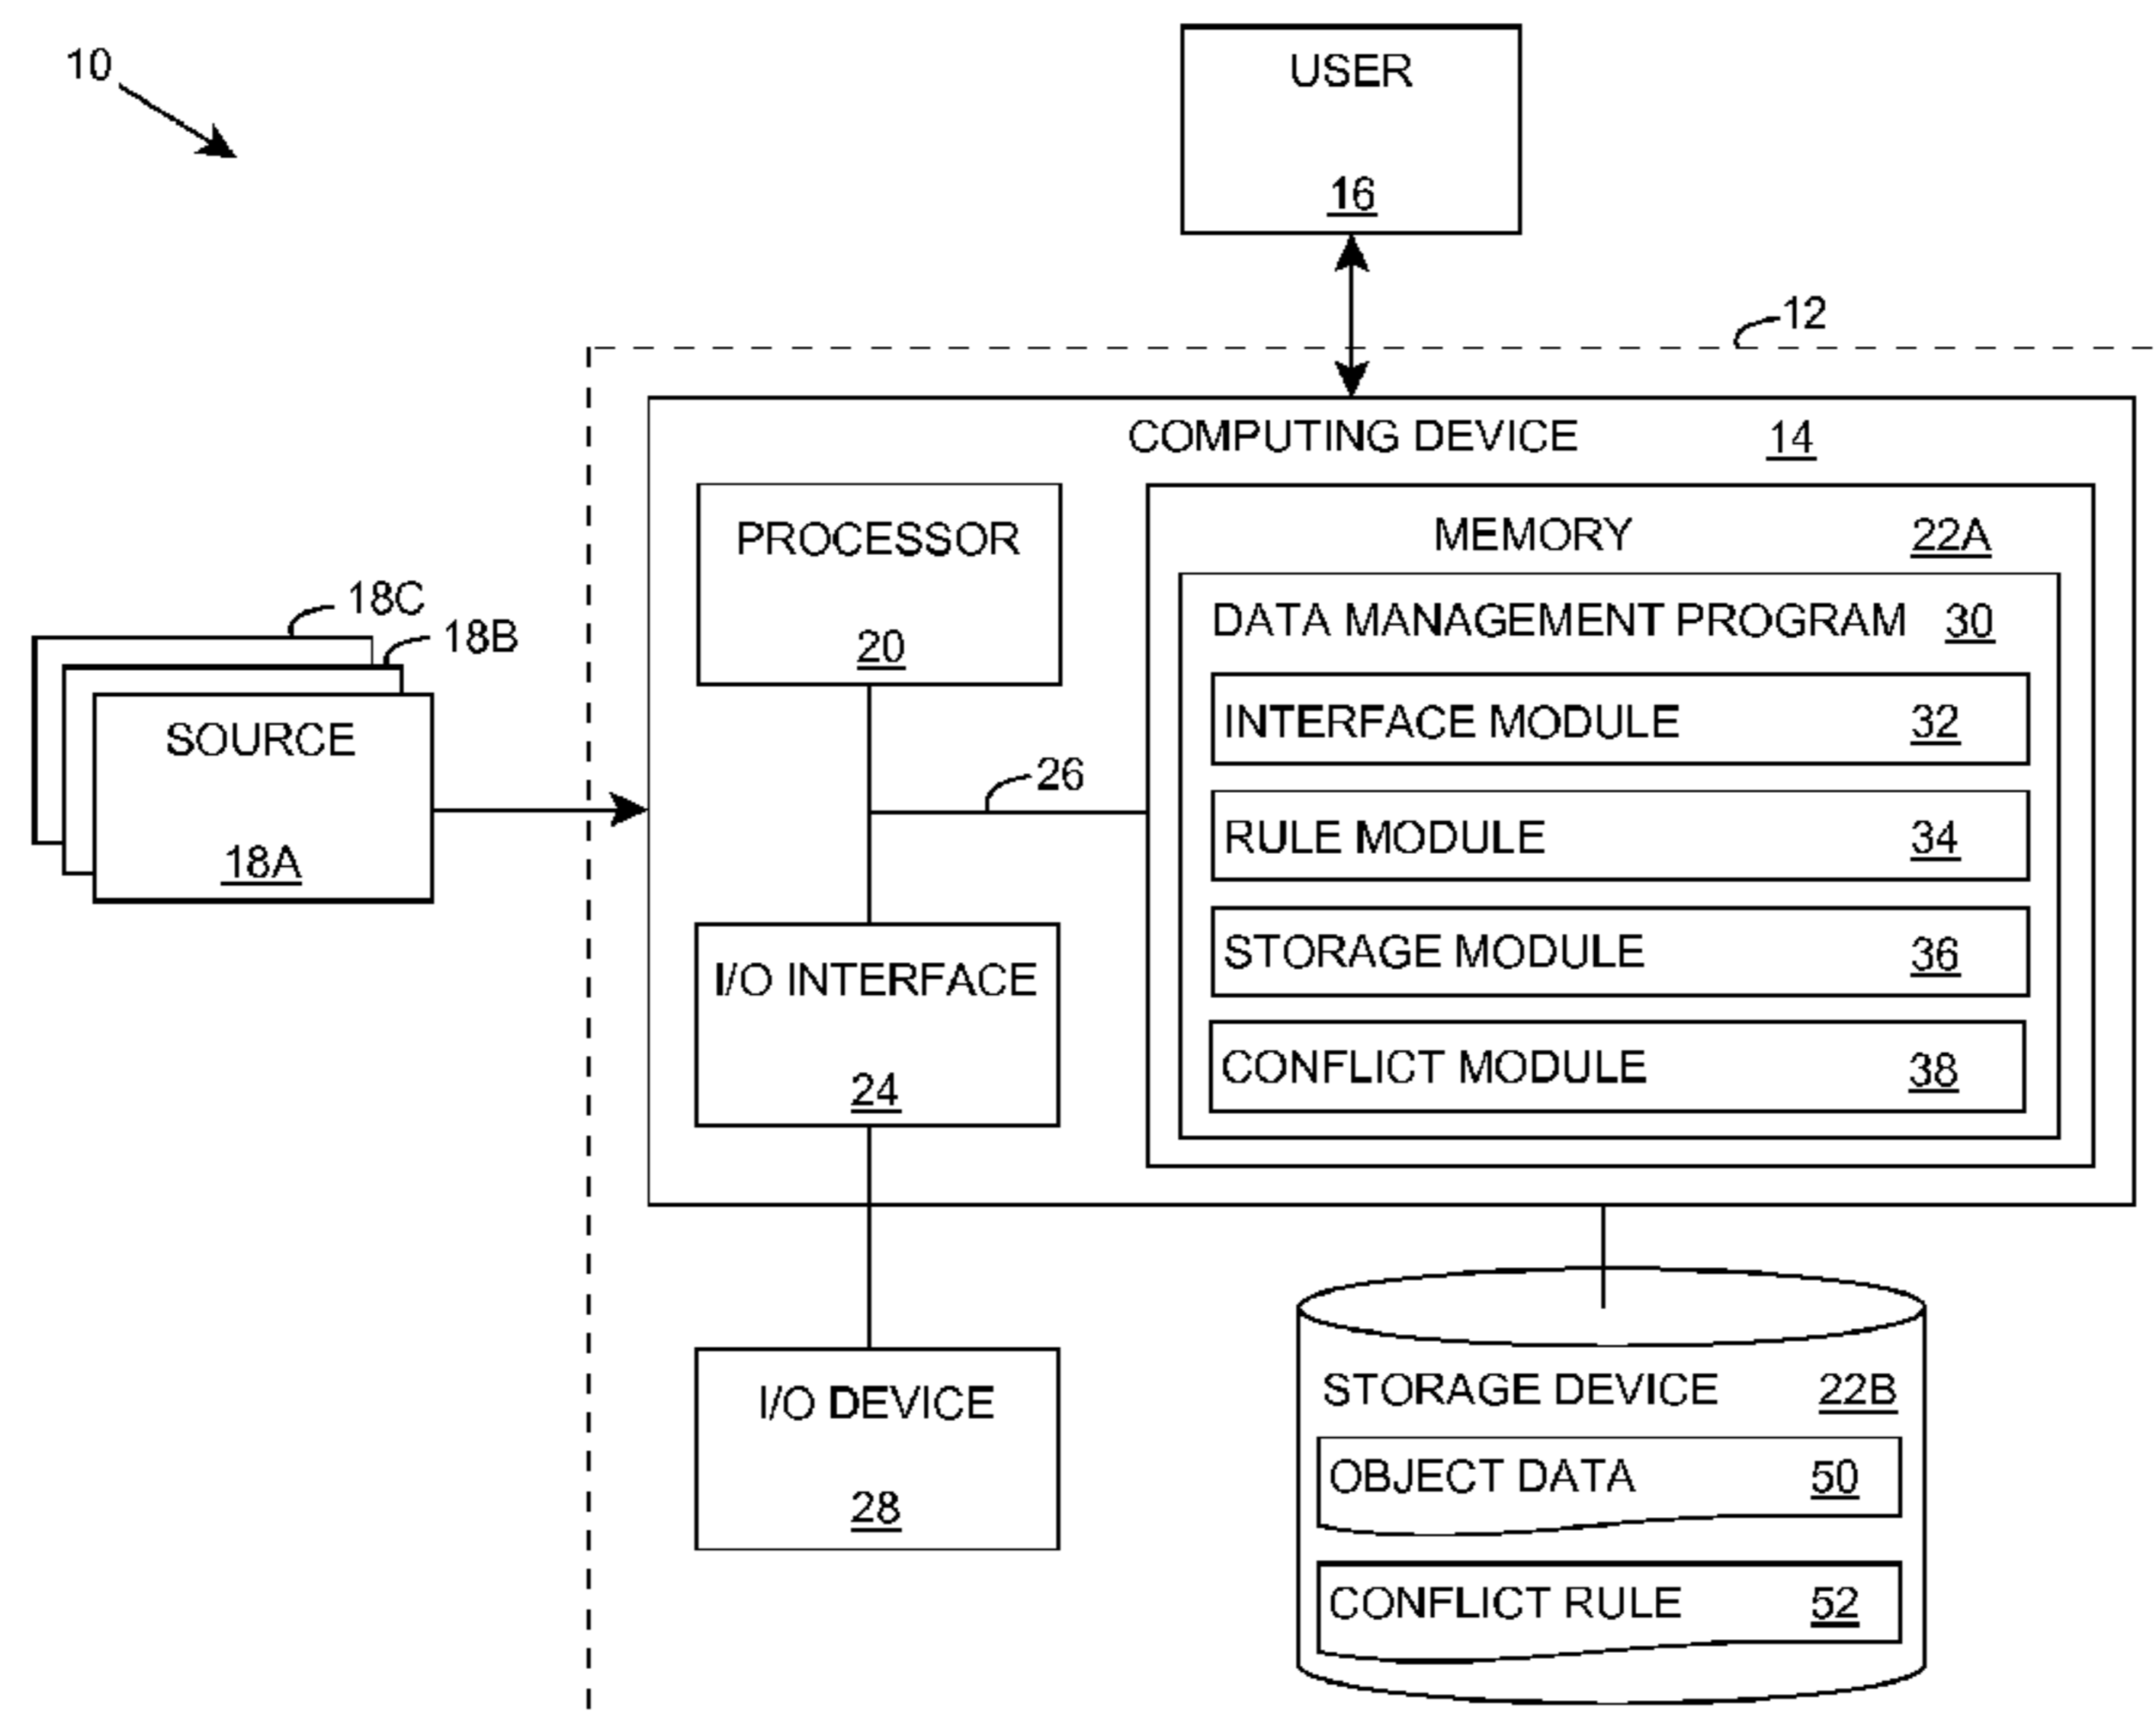 10
USER
16
12
COMPUTING DEVICE 14
PROCESSOR
20
MEMORY 22A
DATA MANAGEMENT PROGRAM 30
INTERFACE MODULE 32
RULE MODULE 34
STORAGE MODULE 36
CONFLICT MODULE 38
18C
18B
SOURCE
18A
26
I/O INTERFACE
24
I/O DEVICE
28
STORAGE DEVICE 22B
OBJECT DATA 50
CONFLICT RULE 52